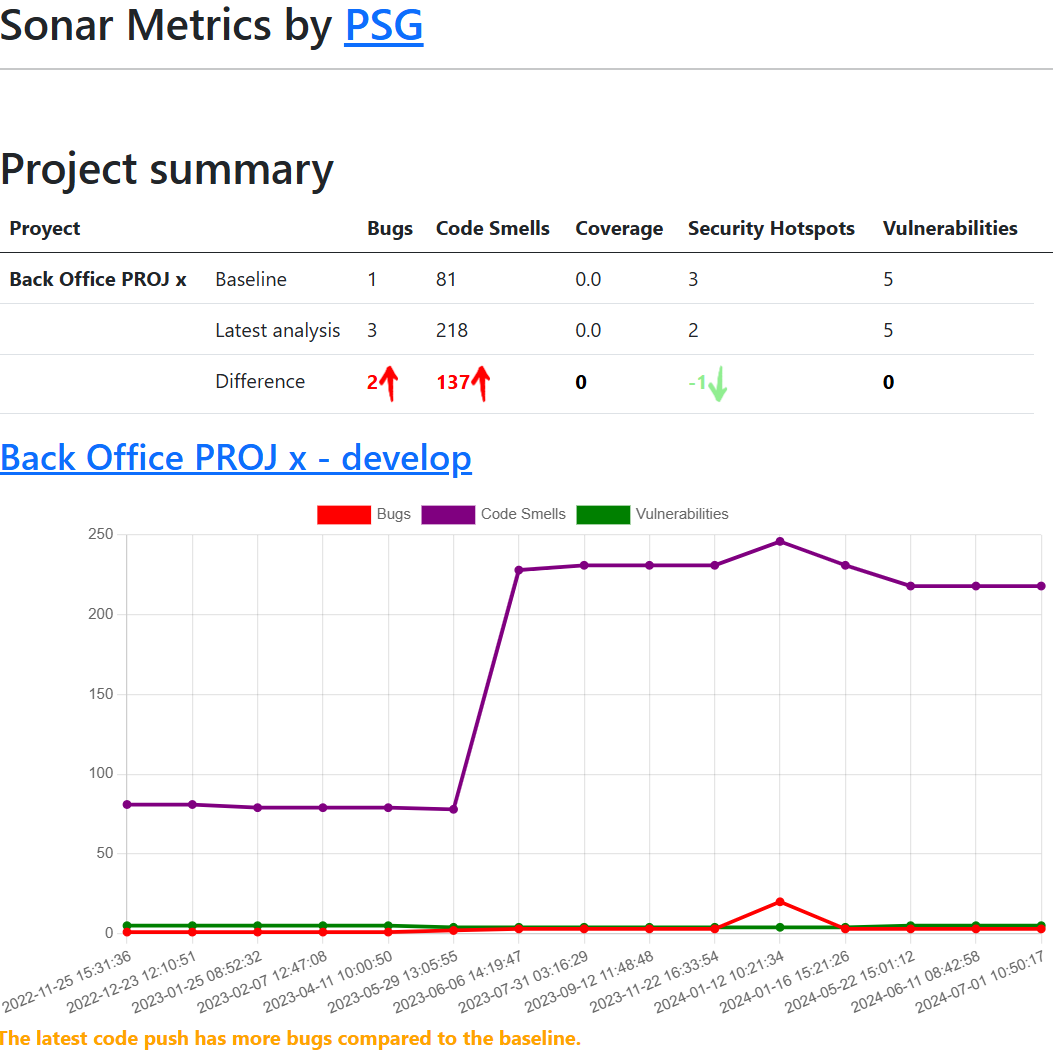 Sonar Metrics by PSG
Project summary
Proyect Bugs Code Smells Coverage Security Hotspots Vulnerabilities
Back Office PROJ x Baseline 1 81 0.0 3 5
Latest analysis 3 218 0.0 2 5
Difference 2 137 0 -1 0
Back Office PROJ x - develop
Bugs Code Smells Vulnerabilities
250
200
150
100
50
0
2022-11-25 15:31:36
2022-12-23 12:10:51
2023-01-25 08:52:32
2023-02-07 12:47:08
2023-04-11 10:00:50
2023-05-29 13:05:55
2023-06-06 14:19:47
2023-07-31 03:16:29
2023-09-12 11:48:48
2023-11-22 16:33:54
2024-01-12 10:21:34
2024-01-16 15:21:26
2024-05-22 15:01:12
2024-06-11 08:42:58
2024-07-01 10:50:17
The latest code push has more bugs compared to the baseline.